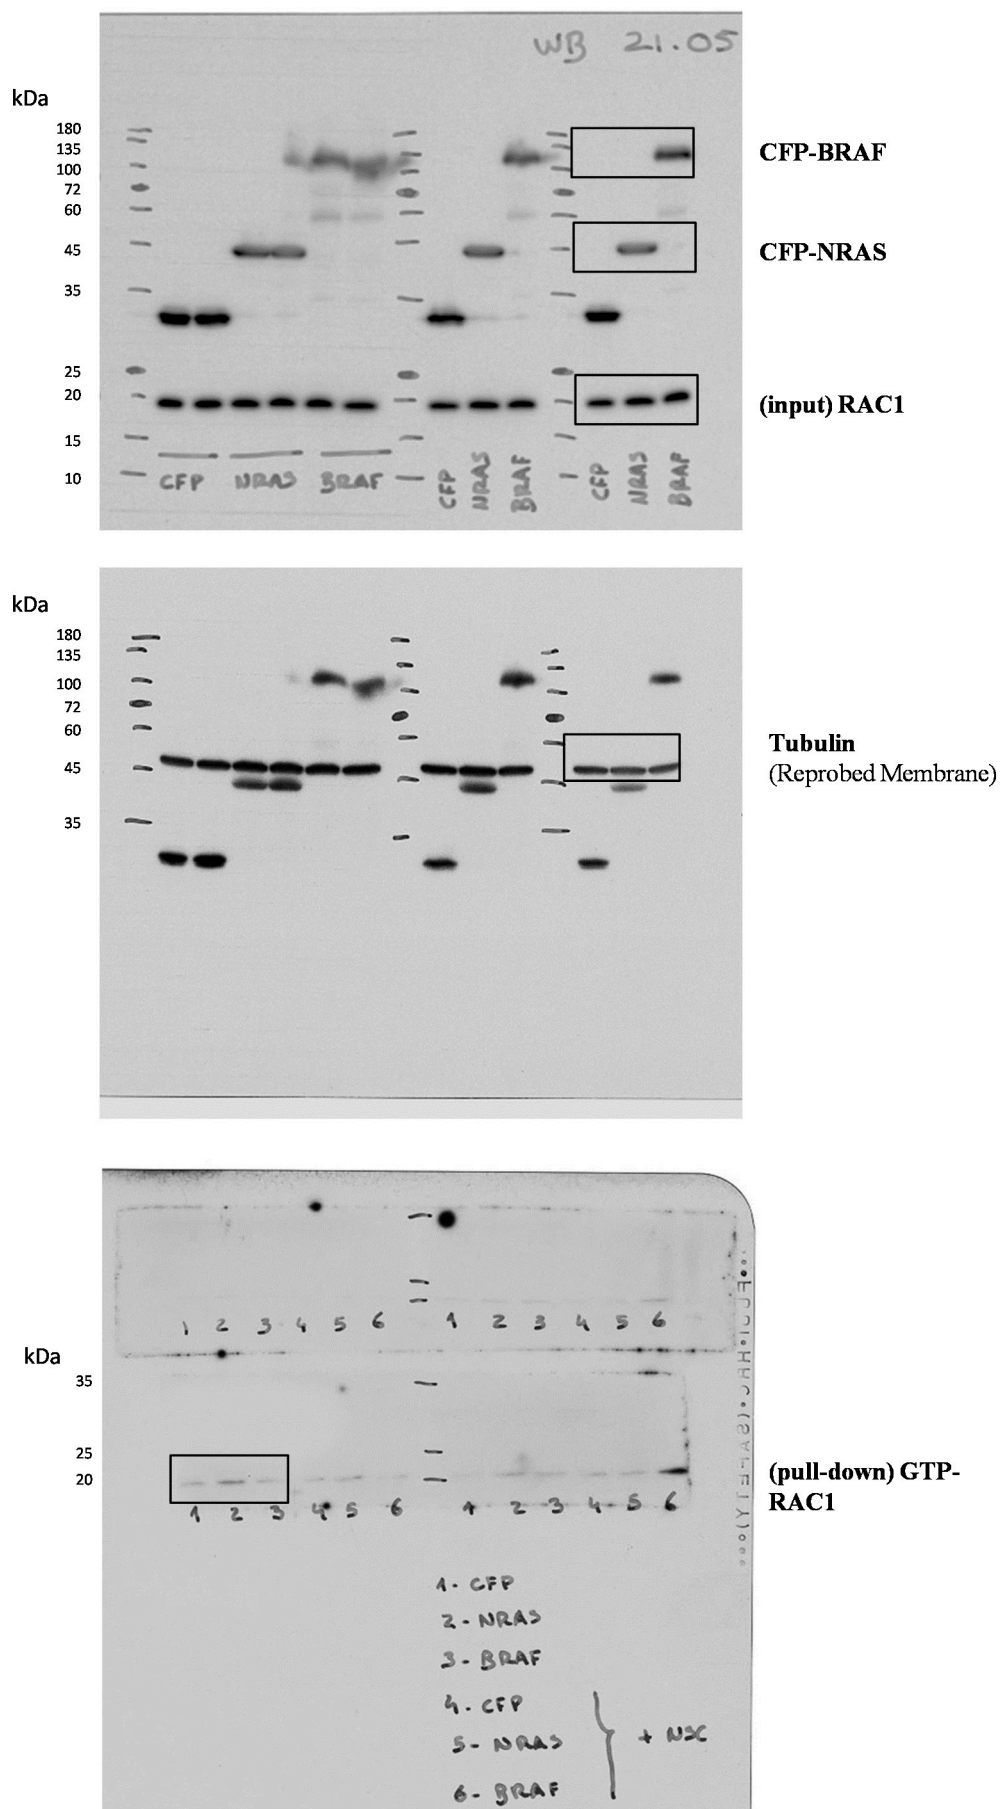 WB 21.05
kDa
180
135
100
72
60
45
35
25
20
15
10
CFP-BRAF
CFP-NRAS
(input) RAC1
CFP NRAS BRAF CFP NRAS BRAF CFP NRAS BRAF
kDa
180
135
100
72
60
45
35
Tubulin
(Reprobed Membrane)
1 2 3 4 5 6 1 2 3 4 5 6
kDa
35
25
20
(pull-down) GTP-
RAC1
1 2 3 4 5 6 1 2 3 4 5 6
1- CFP
2- NRAS
3- BRAF
4- CFP
5- NRAS
6- BRAF
+ NSC